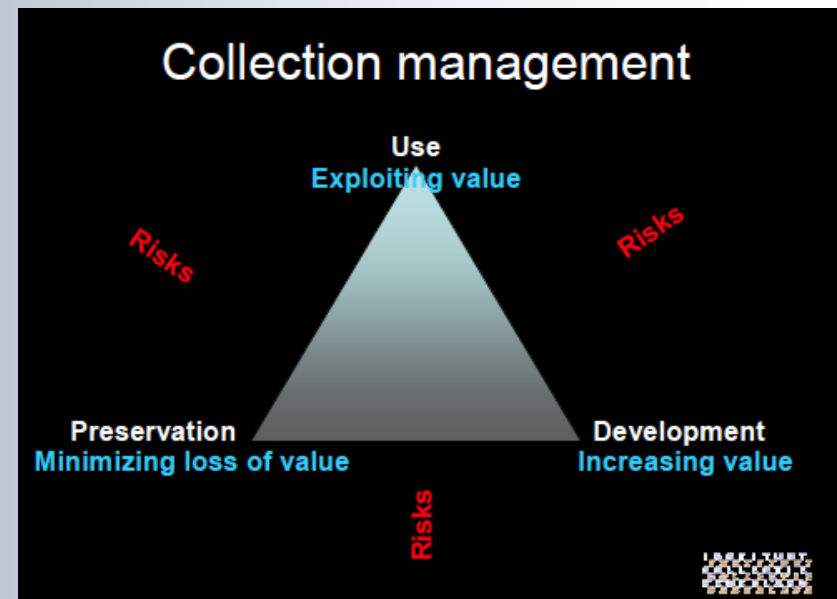 Collection management
Use
Exploiting value
Risks
Risks
Preservation
Minimizing loss of value
Development
Increasing value
Risks